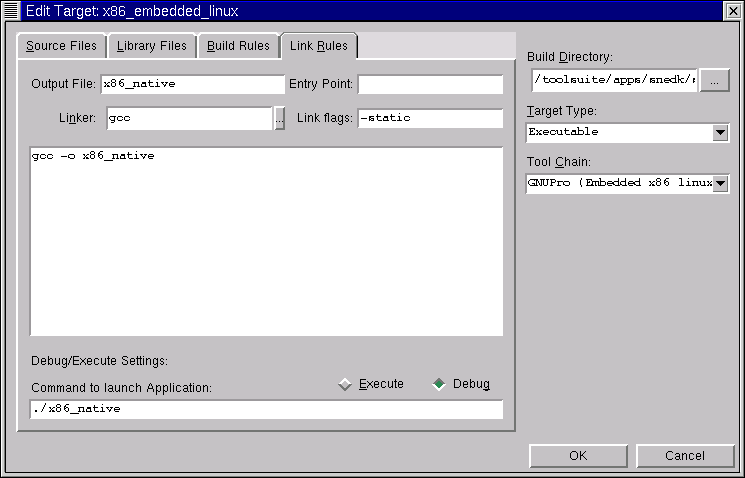 Edit Target: x86_embedded_linux
Source Files Library Files Build Rules Link Rules
Output File: x86_native Entry Point:
Linker: gcc ... Link flags: -static
gcc -o x86_native
Debug/Execute Settings:
Command to launch Application: Execute Debug
./x86_native
Build Directory:
/toolsuite/apps/snedk/ ...
Target Type:
Executable
Tool Chain:
GNUPro (Embedded x86 linux
OK Cancel